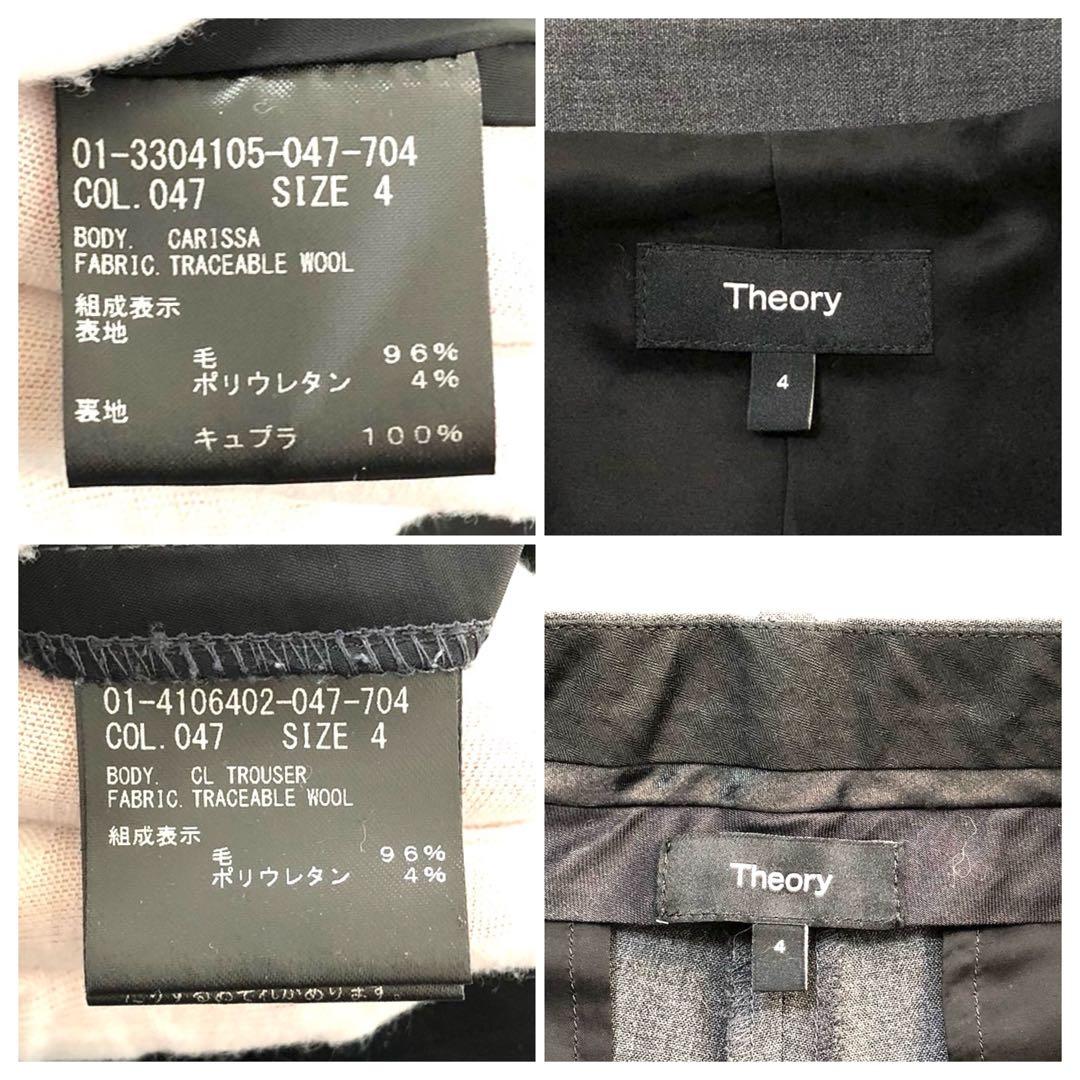 01-3304105-047-704
COL.047 SIZE 4
BODY. CARISSA
FABRIC.TRACEABLE WOOL
組成表示
表地
毛 96%
ポリウレタン 4%
裏地
キュプラ 100%
Theory
4
01-4106402-047-704
COL.047 SIZE 4
BODY. CL TROUSER
FABRIC.TRACEABLE WOOL
組成表示
毛 96%
ポリウレタン 4%
Theory
4